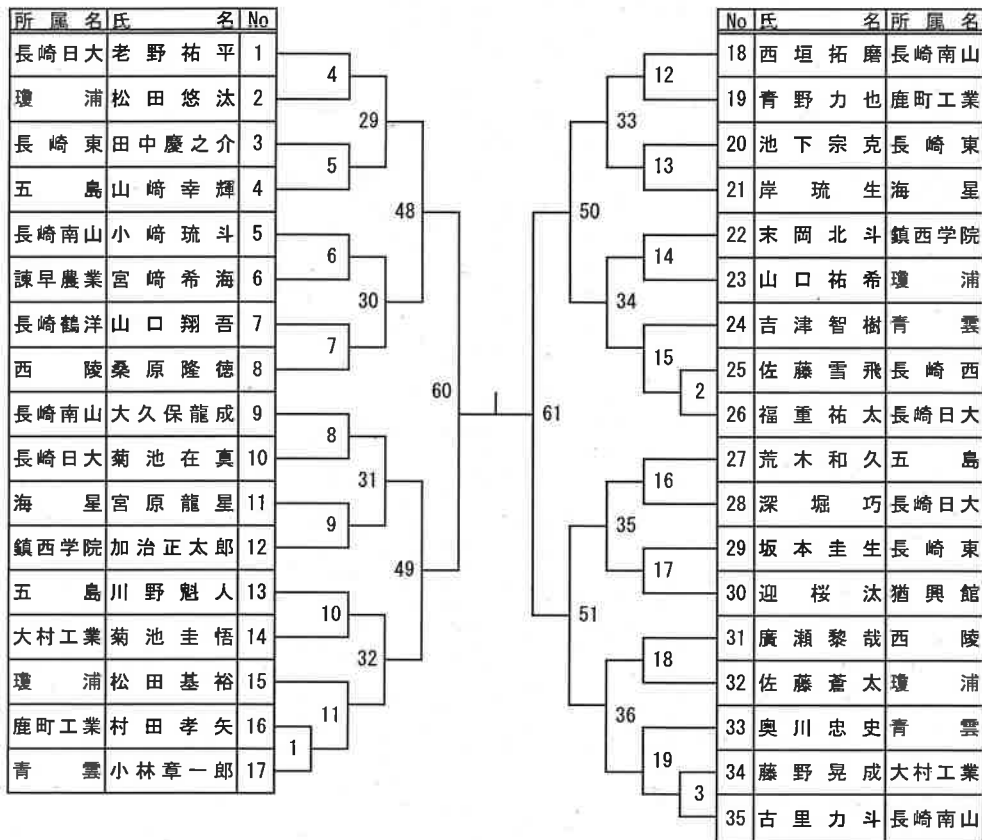 所属名 氏名 No
長崎日大 老野祐平 1
瓊浦 松田悠汰 2
長崎東 田中慶之介 3
五島 山﨑幸輝 4
長崎南山 小﨑琉斗 5
諫早農業 宮﨑希海 6
長崎鶴洋 山口翔吾 7
西陵 桑原隆徳 8
長崎南山 大久保龍成 9
長崎日大 菊池在真 10
海星 宮原龍星 11
鎮西学院 加治正太郎 12
五島 川野魁人 13
大村工業 菊池圭悟 14
瓊浦 松田基裕 15
鹿町工業 村田孝矢 16
青雲 小林章一郎 17
4
29
5
48
6
30
7
60
8
31
9
49
10
32
11
1
12
33
13
50
14
34
15
2
61
16
35
17
51
18
36
19
3
No 氏名 所属名
18 西垣拓磨 長崎南山
19 青野力也 鹿町工業
20 池下宗克 長崎東
21 岸琉生 海星
22 末岡北斗 鎮西学院
23 山口祐希 瓊浦
24 吉津智樹 青雲
25 佐藤雪飛 長崎西
26 福重祐太 長崎日大
27 荒木和久 五島
28 深堀巧 長崎日大
29 坂本圭生 長崎東
30 迎桜汰 猶興館
31 廣瀬黎哉 西陵
32 佐藤蒼太 瓊浦
33 奥川忠史 青雲
34 藤野晃成 大村工業
35 古里力斗 長崎南山